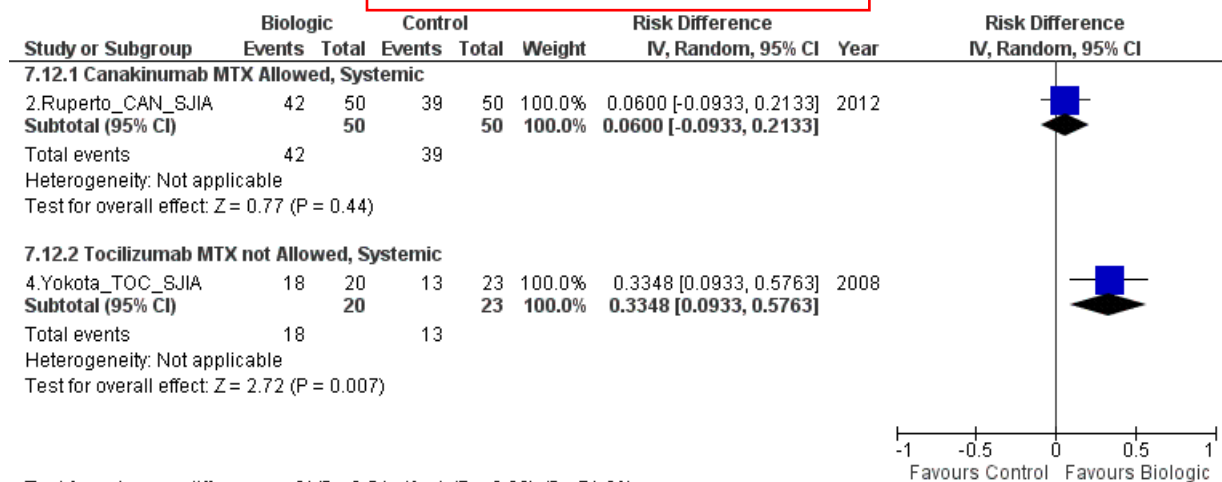 Biologic Control Risk Difference Risk Difference
Study or Subgroup Events Total Events Total Weight IV, Random, 95% CI Year IV, Random, 95% CI
7.12.1 Canakinumab MTX Allowed, Systemic
2.Ruperto_CAN_SJIA 42 50 39 50 100.0% 0.0600 [-0.0933, 0.2133] 2012
Subtotal (95% CI) 50 50 100.0% 0.0600 [-0.0933, 0.2133]
Total events 42 39
Heterogeneity: Not applicable
Test for overall effect: Z = 0.77 (P = 0.44)
7.12.2 Tocilizumab MTX not Allowed, Systemic
4.Yokota_TOC_SJIA 18 20 13 23 100.0% 0.3348 [0.0933, 0.5763] 2008
Subtotal (95% CI) 20 23 100.0% 0.3348 [0.0933, 0.5763]
Total events 18 13
Heterogeneity: Not applicable
Test for overall effect: Z = 2.72 (P = 0.007)
-1 -0.5 0 0.5 1
Favours Control Favours Biologic